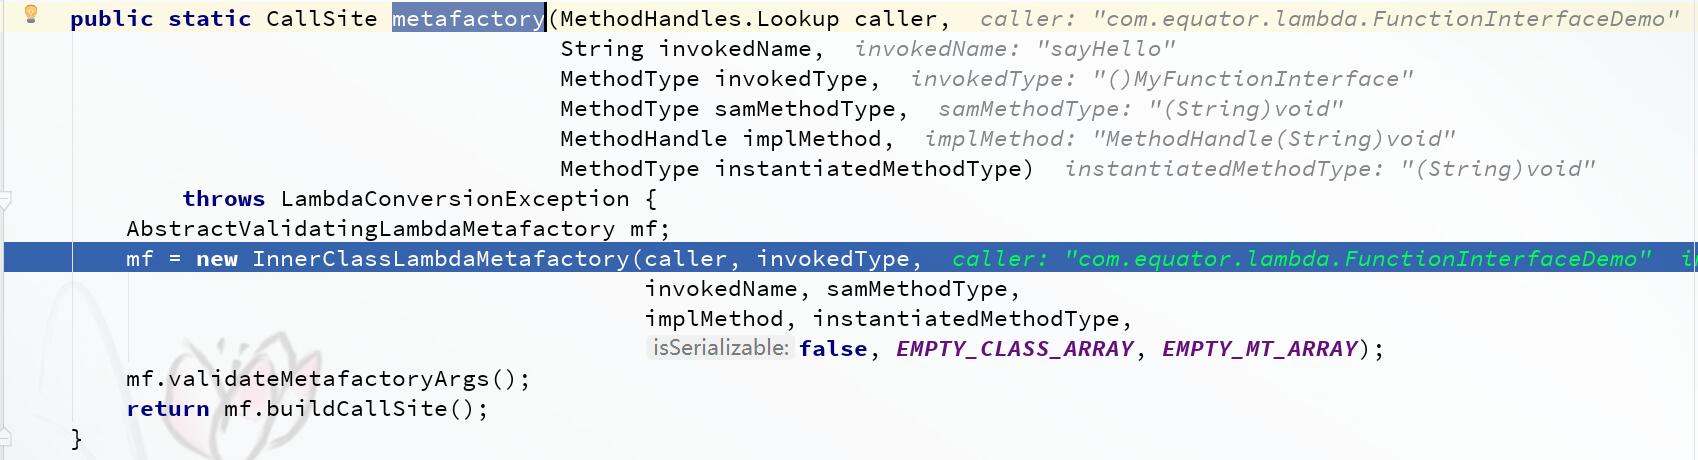 public static CallSite metafactory(MethodHandles.Lookup caller, caller: "com.equator.lambda.FunctionInterfaceDemo"
String invokedName, invokedName: "sayHello"
MethodType invokedType, invokedType: "()MyFunctionInterface"
MethodType samMethodType, samMethodType: "(String)void"
MethodHandle implMethod, implMethod: "MethodHandle(String)void"
MethodType instantiatedMethodType) instantiatedMethodType: "(String)void"
throws LambdaConversionException {
AbstractValidatingLambdaMetafactory mf;
mf = new InnerClassLambdaMetafactory(caller, invokedType, caller: "com.equator.lambda.FunctionInterfaceDemo"
invokedName, samMethodType,
implMethod, instantiatedMethodType,
isSerializable: false, EMPTY_CLASS_ARRAY, EMPTY_MT_ARRAY);
mf.validateMetafactoryArgs();
return mf.buildCallSite();
}